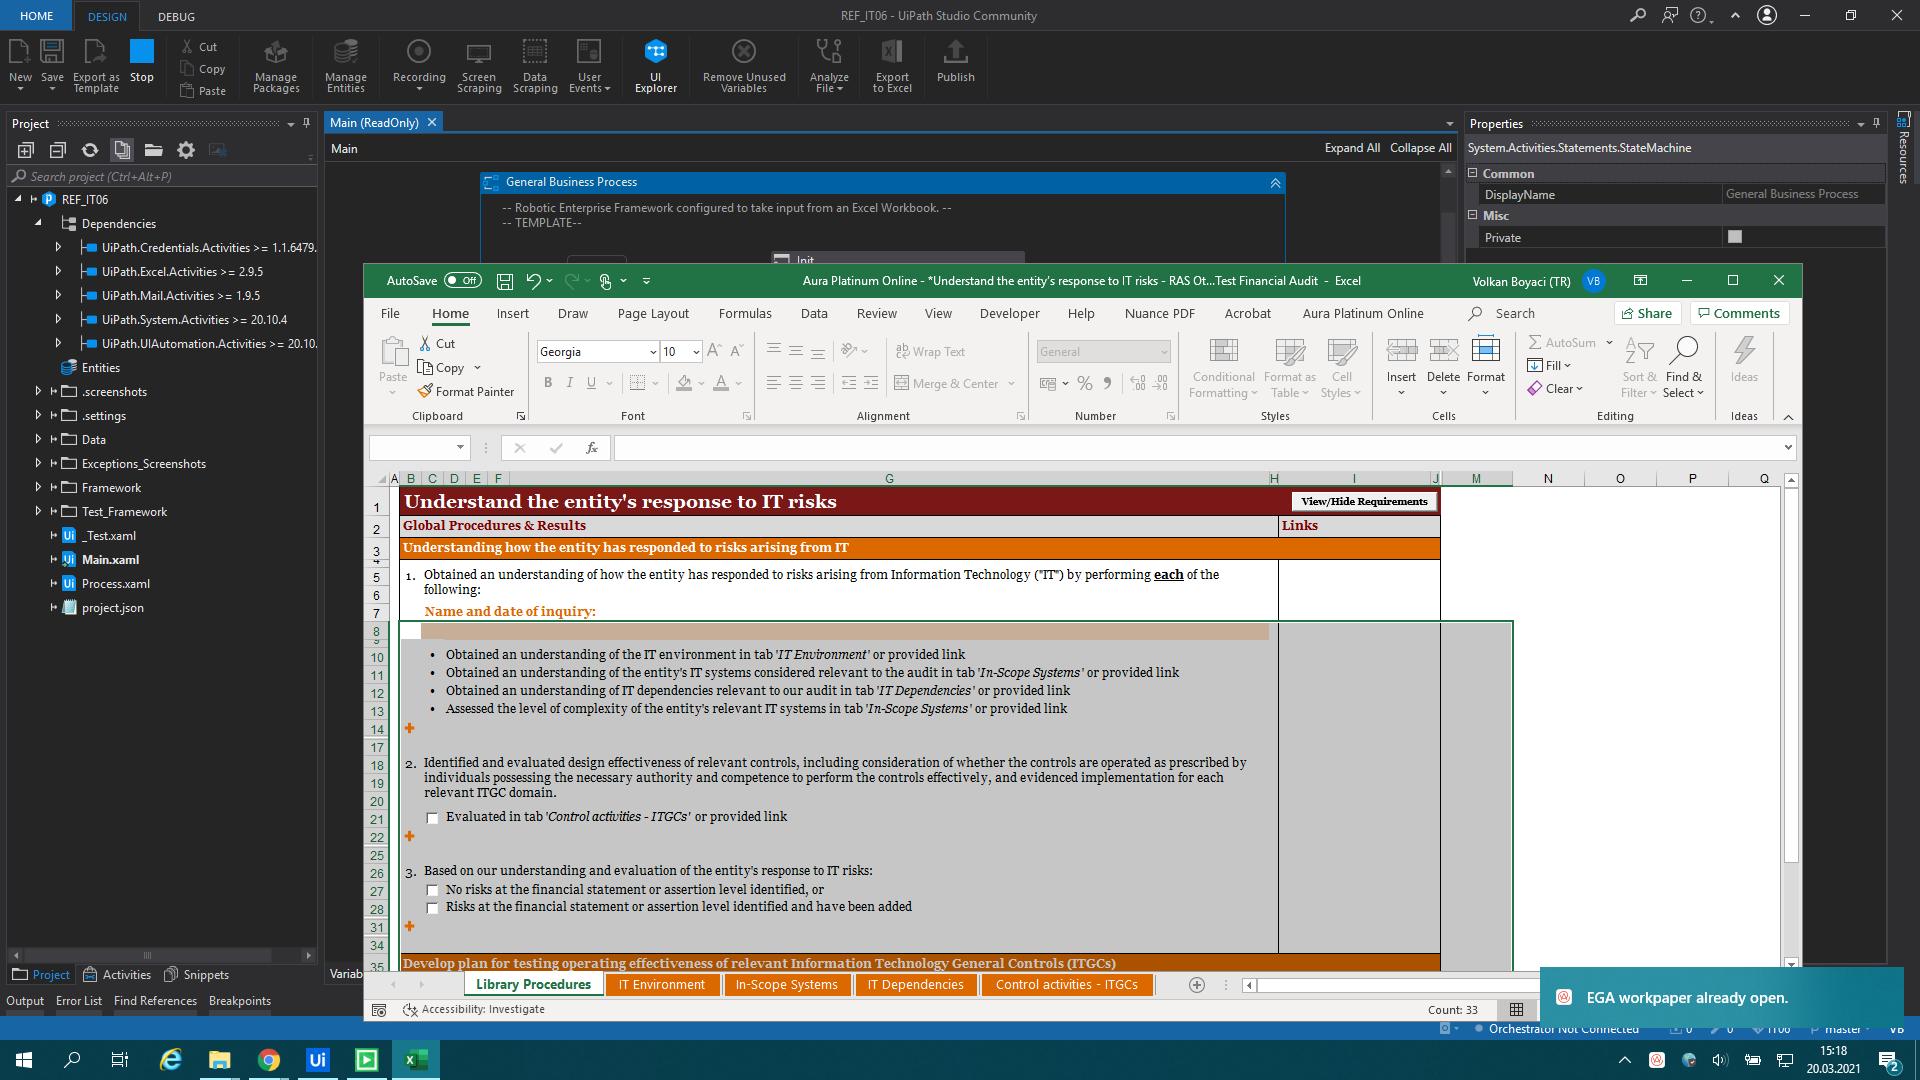 HOME DESIGN DEBUG REF_IT06 - UiPath Studio Community
New Save Export as Template Stop Cut Copy Paste Manage Packages Manage Entities Recording Screen Scraping Data Scraping User Events UI Explorer Remove Unused Variables Analyze File Export to Excel Publish
Project
Search project (Ctrl+Alt+P)
REF_IT06
Dependencies
UiPath.Credentials.Activities >= 1.1.6479.
UiPath.Excel.Activities >= 2.9.5
UiPath.Mail.Activities >= 1.9.5
UiPath.System.Activities >= 20.10.4
UiPath.UIAutomation.Activities >= 20.10.
Entities
.screenshots
.settings
Data
Exceptions_Screenshots
Framework
Test_Framework
_Test.xaml
Main.xaml
Process.xaml
project.json
Project Activities Snippets
Output Error List Find References Breakpoints
Main (ReadOnly)
Main Expand All Collapse All
General Business Process
-- Robotic Enterprise Framework configured to take input from an Excel Workbook. --
-- TEMPLATE--
Init
Variab
Properties
System.Activities.Statements.StateMachine
Common
DisplayName General Business Process
Misc
Private
Resources
AutoSave Off Aura Platinum Online - *Understand the entity's response to IT risks - RAS Ot...Test Financial Audit - Excel Volkan Boyaci (TR) VB
File Home Insert Draw Page Layout Formulas Data Review View Developer Help Nuance PDF Acrobat Aura Platinum Online Search Share Comments
Paste Cut Copy Format Painter Clipboard
Georgia 10 B I U A Font
Wrap Text Merge & Center Alignment
General % Number
Conditional Formatting Format as Table Cell Styles Styles
Insert Delete Format Cells
AutoSum Fill Clear Sort & Filter Find & Select Editing
Ideas Ideas
fx
A B C D E F G H I J M N O P Q
1 Understand the entity's response to IT risks View/Hide Requirements
2 Global Procedures & Results Links
3 Understanding how the entity has responded to risks arising from IT
4
5 1. Obtained an understanding of how the entity has responded to risks arising from Information Technology ("IT") by performing each of the
6 following:
7 Name and date of inquiry:
8
9
10 • Obtained an understanding of the IT environment in tab 'IT Environment' or provided link
11 • Obtained an understanding of the entity's IT systems considered relevant to the audit in tab 'In-Scope Systems' or provided link
12 • Obtained an understanding of IT dependencies relevant to our audit in tab 'IT Dependencies' or provided link
13 • Assessed the level of complexity of the entity's relevant IT systems in tab 'In-Scope Systems' or provided link
14
17
18 2. Identified and evaluated design effectiveness of relevant controls, including consideration of whether the controls are operated as prescribed by
19 individuals possessing the necessary authority and competence to perform the controls effectively, and evidenced implementation for each
20 relevant ITGC domain.
21 Evaluated in tab 'Control activities - ITGCs' or provided link
22
25
26 3. Based on our understanding and evaluation of the entity's response to IT risks:
27 No risks at the financial statement or assertion level identified, or
28 Risks at the financial statement or assertion level identified and have been added
31
34
35 Develop plan for testing operating effectiveness of relevant Information Technology General Controls (ITGCs)
Library Procedures IT Environment In-Scope Systems IT Dependencies Control activities - ITGCs
Accessibility: Investigate Count: 33
EGA workpaper already open.
Orchestrator Not Connected 0 0 IT06 master VB
15:18
20.03.2021
2